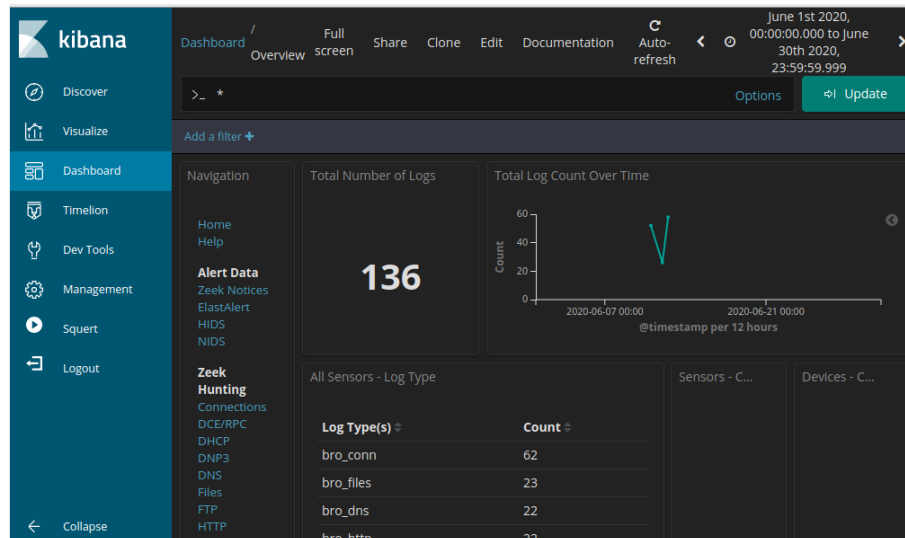 kibana
Discover
Visualize
Dashboard
Timelion
Dev Tools
Management
Squert
Logout
Collapse
Dashboard / Overview
Full screen
Share
Clone
Edit
Documentation
Auto-refresh
June 1st 2020, 00:00:00.000 to June 30th 2020, 23:59:59.999
>_ *
Options
Update
Add a filter +
Navigation
Home
Help
Alert Data
Zeek Notices
ElastAlert
HIDS
NIDS
Zeek Hunting
Connections
DCE/RPC
DHCP
DNP3
DNS
Files
FTP
HTTP
Total Number of Logs
136
Total Log Count Over TIme
Count
60
40
20
0
2020-06-07 00:00
2020-06-21 00:00
@timestamp per 12 hours
All Sensors - Log Type
Log Type(s) Count
bro_conn 62
bro_files 23
bro_dns 22
Sensors - C...
Devices - C...